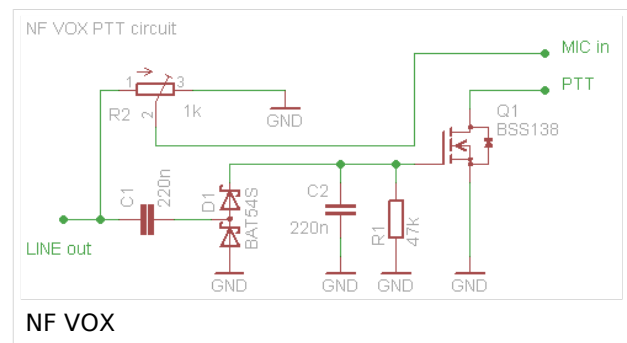 NF VOX PTT circuit
MIC in
PTT
1
3
R2
2
1k
GND
Q1
BSS138
C1
220n
D1
BAT54S
C2
220n
R1
47k
LINE out
GND
GND
GND
GND
NF VOX